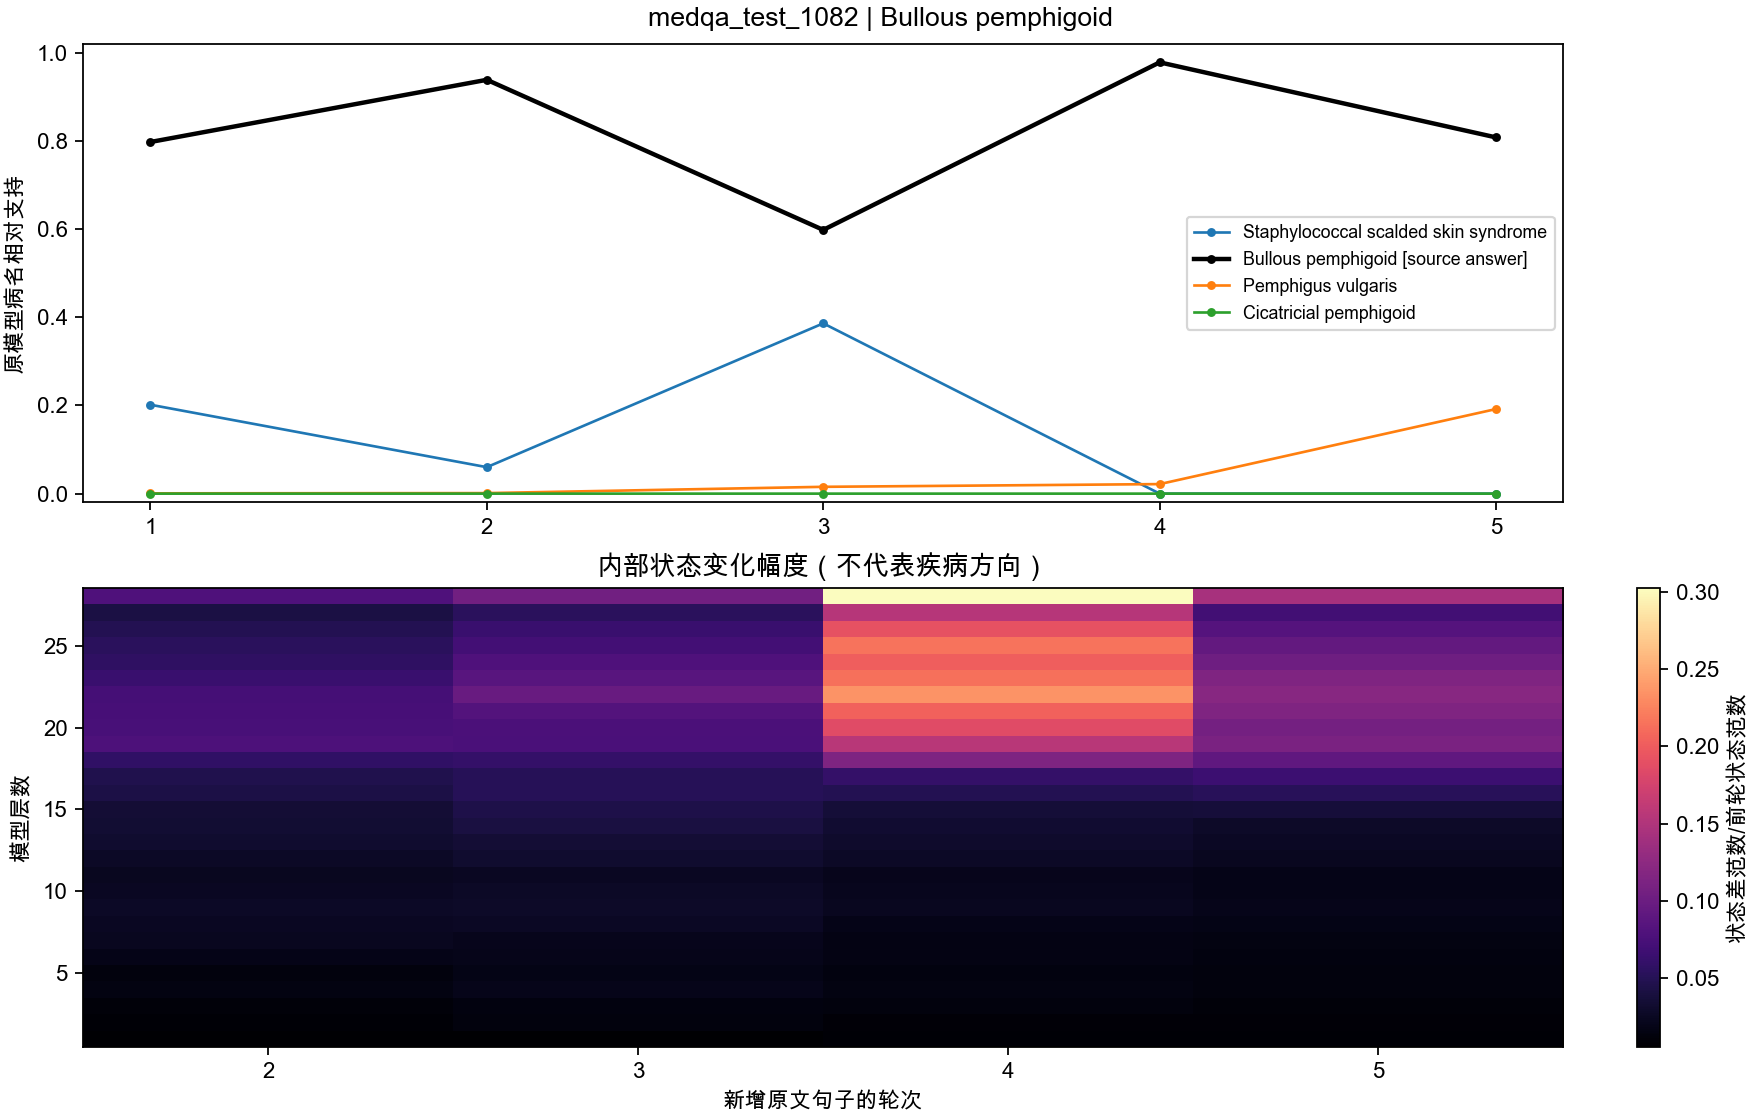 medqa_test_1082 | Bullous pemphigoid
原模型病名相对支持
1.0
0.8
0.6
0.4
0.2
0.0
Staphylococcal scalded skin syndrome
Bullous pemphigoid [source answer]
Pemphigus vulgaris
Cicatricial pemphigoid
1 2 3 4 5
内部状态变化幅度（不代表疾病方向）
模型层数
25
20
15
10
5
2 3 4 5
新增原文句子的轮次
0.30
0.25
0.20
0.15
0.10
0.05
状态差范数/前轮状态范数